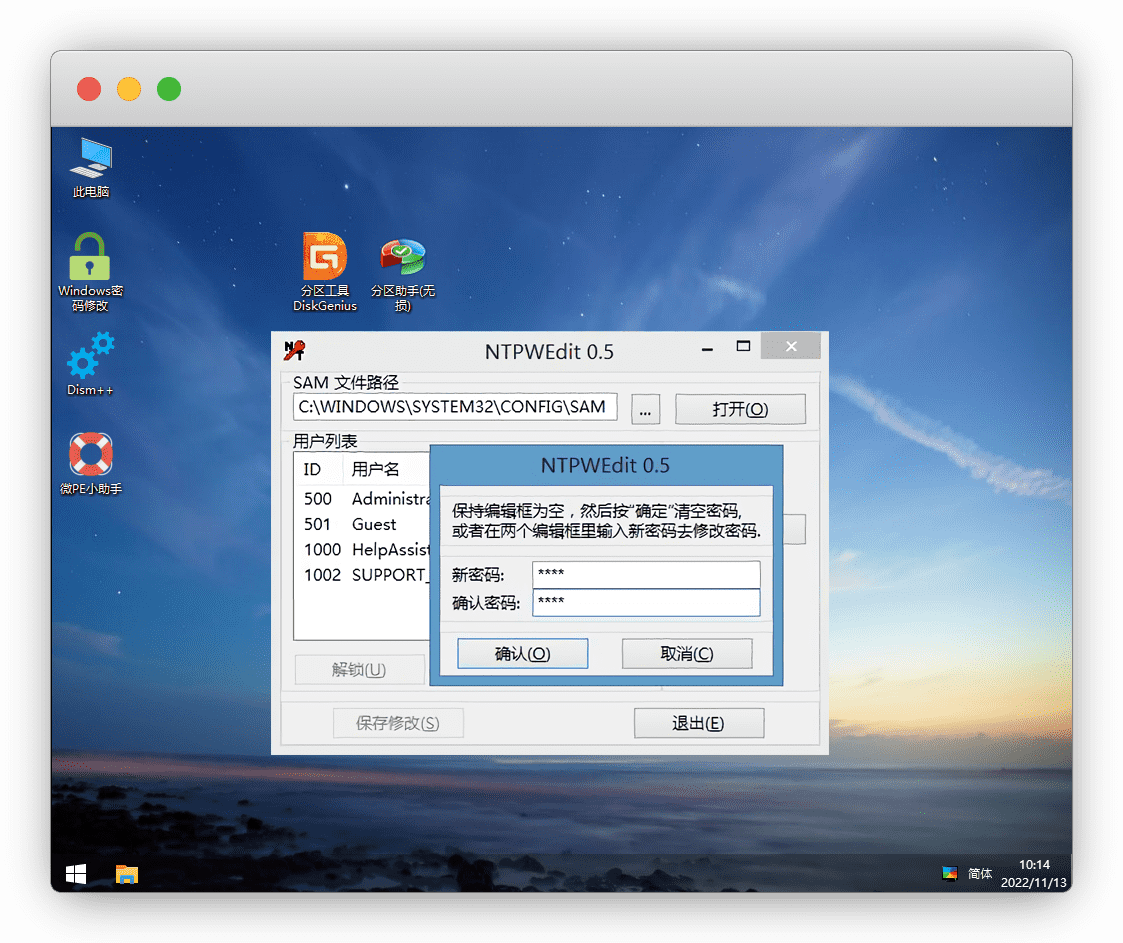 此电脑
Windows密
码修改
Dism++
微PE小助手
分区工具
DiskGenius
分区助手(无
损)
NTPWEdit 0.5
SAM 文件路径
C:\WINDOWS\SYSTEM32\CONFIG\SAM
...
打开(O)
用户列表
ID 用户名
500 Administra
501 Guest
1000 HelpAssist
1002 SUPPORT_
解锁(U)
保存修改(S)
退出(E)
NTPWEdit 0.5
保持编辑框为空，然后按“确定”清空密码,
或者在两个编辑框里输入新密码去修改密码.
新密码: ****
确认密码: ****
确认(O)
取消(C)
简体
10:14
2022/11/13